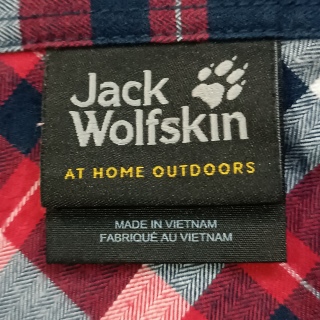 Jack
Wolfskin
AT HOME OUTDOORS
MADE IN VIETNAM
FABRIQUÉ AU VIETNAM